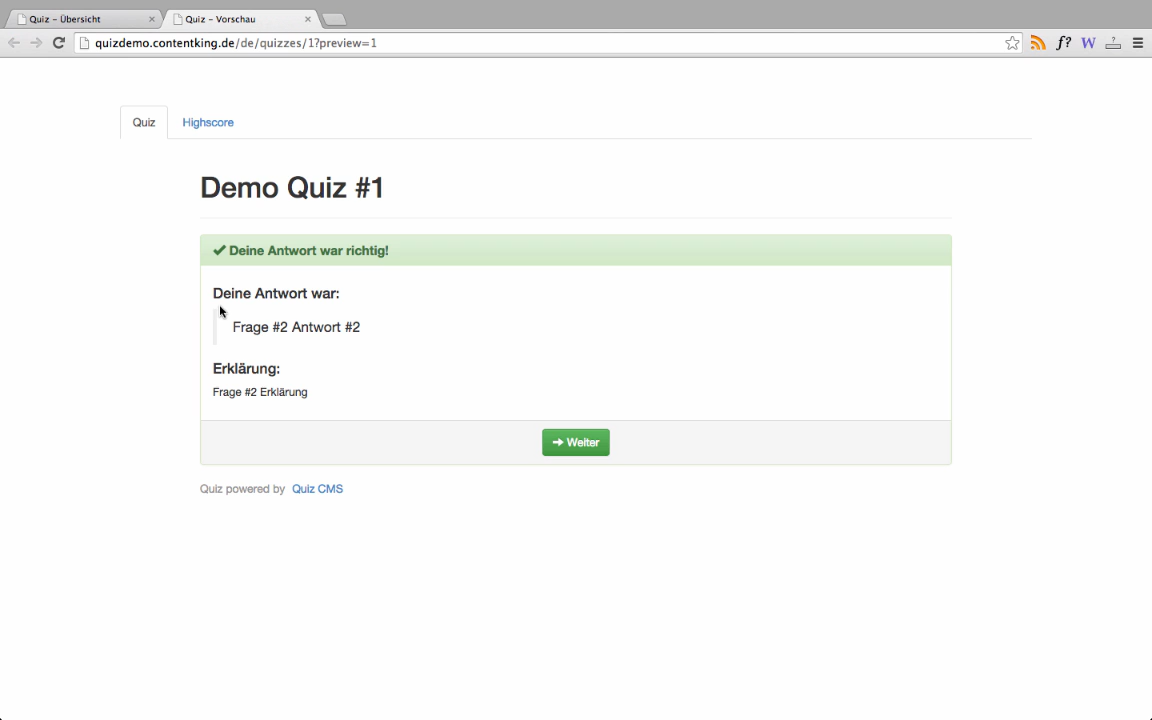 Quiz – Übersicht
Quiz – Vorschau
quizdemo.contentking.de/de/quizzes/1?preview=1
f?
W
?
Quiz
Highscore
Demo Quiz #1
Deine Antwort war richtig!
Deine Antwort war:
Frage #2 Antwort #2
Erklärung:
Frage #2 Erklärung
Weiter
Quiz powered by Quiz CMS